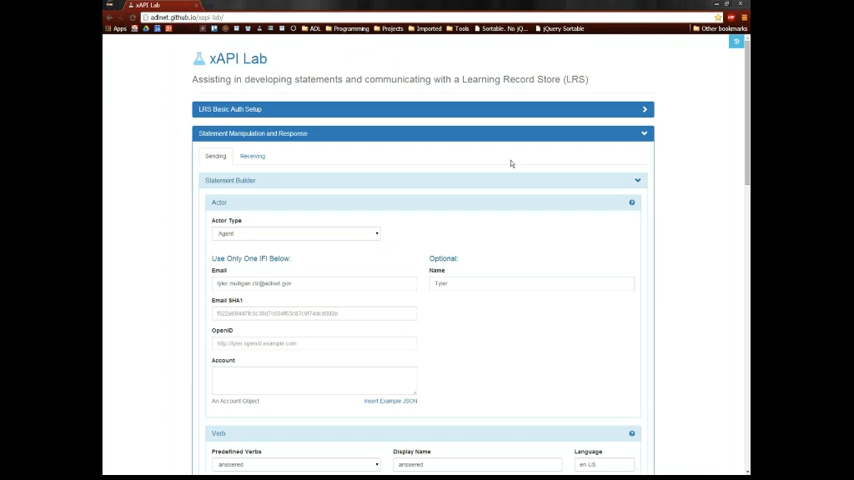 xAPI Lab
adlnet.github.io/xapi-lab/
Apps
ADL
Programming
Projects
Imported
Tools
Sortable. No jQ...
jQuery Sortable
Other bookmarks
xAPI Lab
Assisting in developing statements and communicating with a Learning Record Store (LRS)
LRS Basic Auth Setup
Statement Manipulation and Response
Sending Receiving
Statement Builder
Actor
Actor Type
Agent
Use Only One IFI Below: Optional:
Email Name
tyler.mulligan.ctr@adlnet.gov Tyler
Email SHA1
OpenID
http://tyler.openid.example.com
Account
An Account Object Insert Example JSON
Verb
Predefined Verbs Display Name Language
answered answered en-US